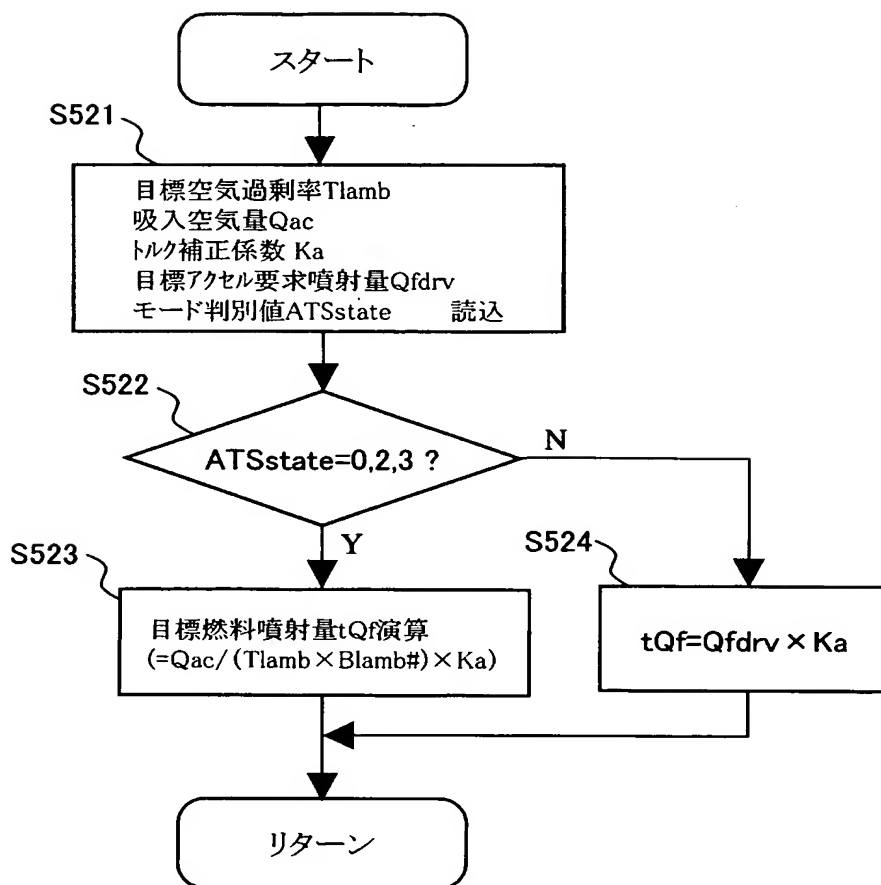 スタート
S521
目標空気過剰率Tlamb
吸入空気量Qac
ﾄﾙｸ補正係数 Ka
目標ｱｸｾﾙ要求噴射量Qfdrv
モード判別値ATSstate 読込
S522
ATSstate=0,2,3 ?
N
Y
S523
目標燃料噴射量tQf演算
(=Qac/(Tlamb×Blamb#)×Ka)
S524
tQf=Qfdrv×Ka
リターン